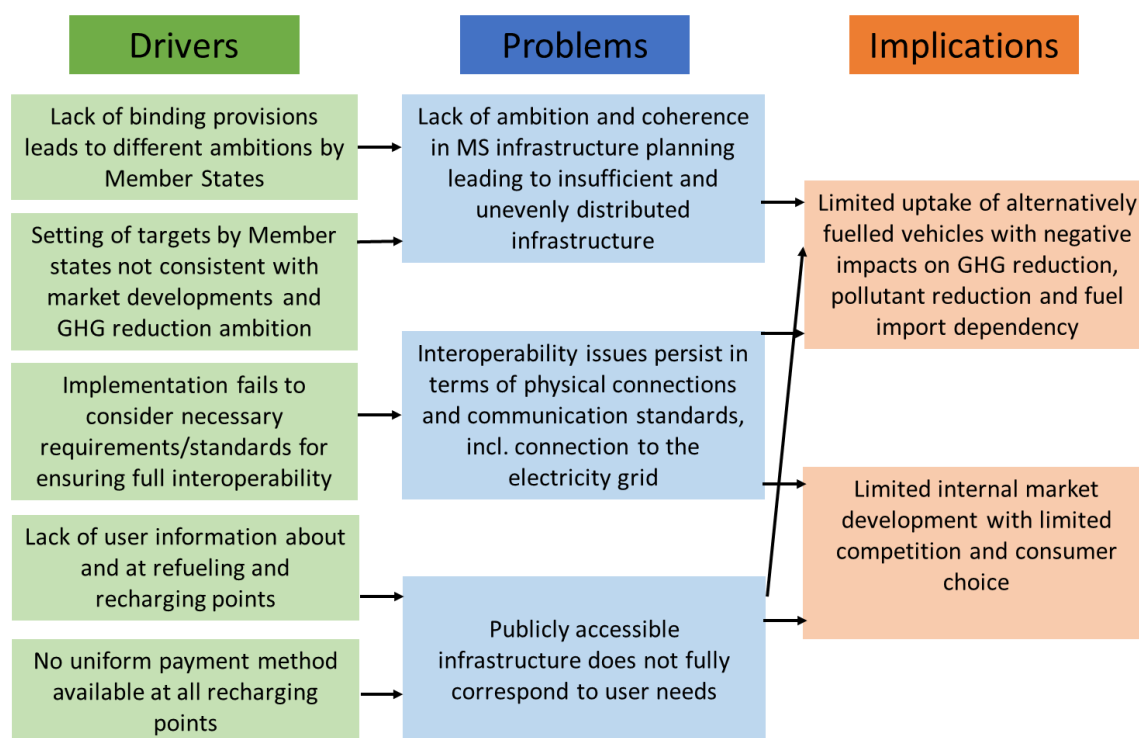 Drivers
Problems
Implications
Lack of binding provisions
leads to different ambitions by
Member States
Setting of targets by Member
states not consistent with
market developments and
GHG reduction ambition
Implementation fails to
consider necessary
requirements/standards for
ensuring full interoperability
Lack of user information about
and at refueling and
recharging points
No uniform payment method
available at all recharging
points
Lack of ambition and coherence
in MS infrastructure planning
leading to insufficient and
unevenly distributed
infrastructure
Interoperability issues persist in
terms of physical connections
and communication standards,
incl. connection to the
electricity grid
Publicly accessible
infrastructure does not fully
correspond to user needs
Limited uptake of alternatively
fuelled vehicles with negative
impacts on GHG reduction,
pollutant reduction and fuel
import dependency
Limited internal market
development with limited
competition and consumer
choice